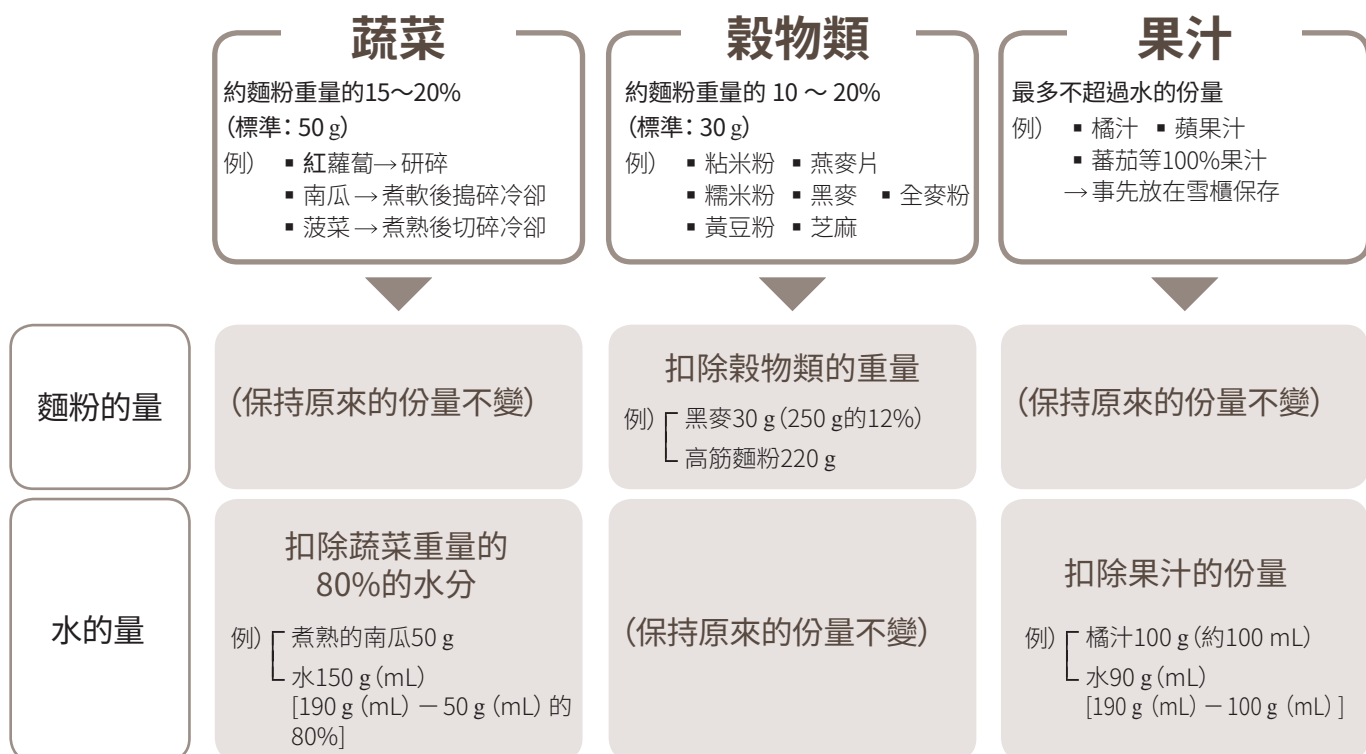 蔬菜
約麵粉重量的15～20%
（標準：50 g）
例） ▪ 紅蘿蔔→研碎
▪ 南瓜→煮軟後搗碎冷卻
▪ 菠菜→煮熟後切碎冷卻
穀物類
約麵粉重量的 10 ～ 20%
（標準：30 g）
例） ▪ 粘米粉 ▪ 燕麥片
▪ 糯米粉 ▪ 黑麥 ▪ 全麥粉
▪ 黃豆粉 ▪ 芝麻
果汁
最多不超過水的份量
例） ▪ 橘汁 ▪ 蘋果汁
▪ 蕃茄等100%果汁
→事先放在雪櫃保存
麵粉的量
（保持原來的份量不變）
扣除穀物類的重量
例） 黑麥30 g（250 g的12%）
高筋麵粉220 g
（保持原來的份量不變）
水的量
扣除蔬菜重量的
80%的水分
例） 煮熟的南瓜50 g
水150 g（mL）
[190 g（mL）－50 g（mL）的
80%]
（保持原來的份量不變）
扣除果汁的份量
例） 橘汁100 g（約100 mL）
水90 g（mL）
[190 g（mL）－100 g（mL）]